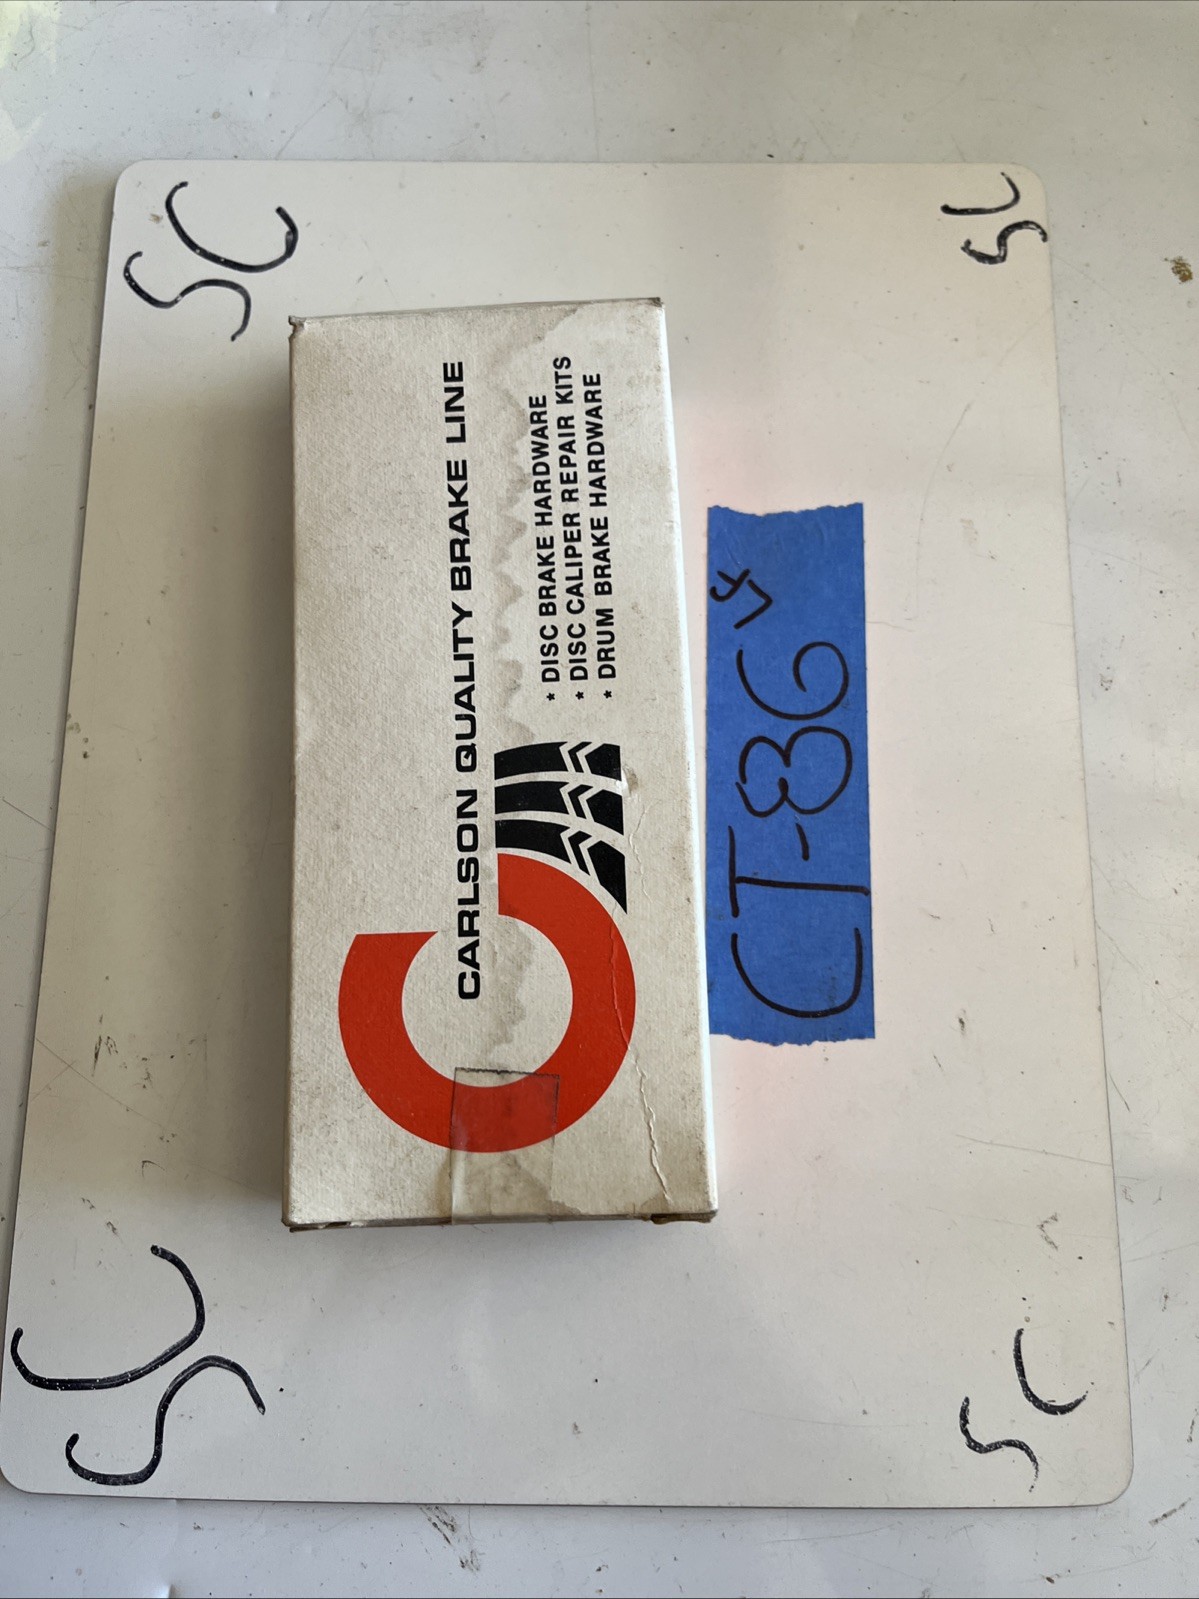 SC
SC
CARLSON QUALITY BRAKE LINE
* DISC BRAKE HARDWARE
* DISC CALIPER REPAIR KITS
* DRUM BRAKE HARDWARE
CT-86
SC
SC